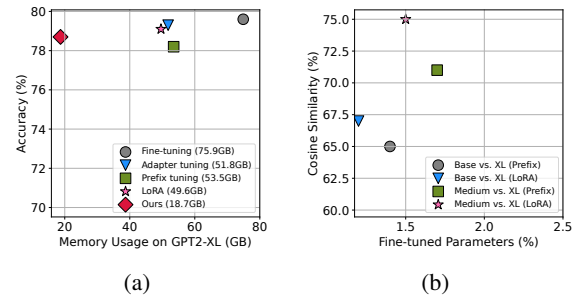 80
78
76
74
72
70
Accuracy (%)
Fine-tuning (75.9GB)
Adapter tuning (51.8GB)
Prefix tuning (53.5GB)
LoRA (49.6GB)
Ours (18.7GB)
20 40 60 80
Memory Usage on GPT2-XL (GB)
(a)
75.0
72.5
70.0
67.5
65.0
62.5
60.0
Cosine Similarity (%)
Base vs. XL (Prefix)
Base vs. XL (LoRA)
Medium vs. XL (Prefix)
Medium vs. XL (LoRA)
1.5 2.0 2.5
Fine-tuned Parameters (%)
(b)